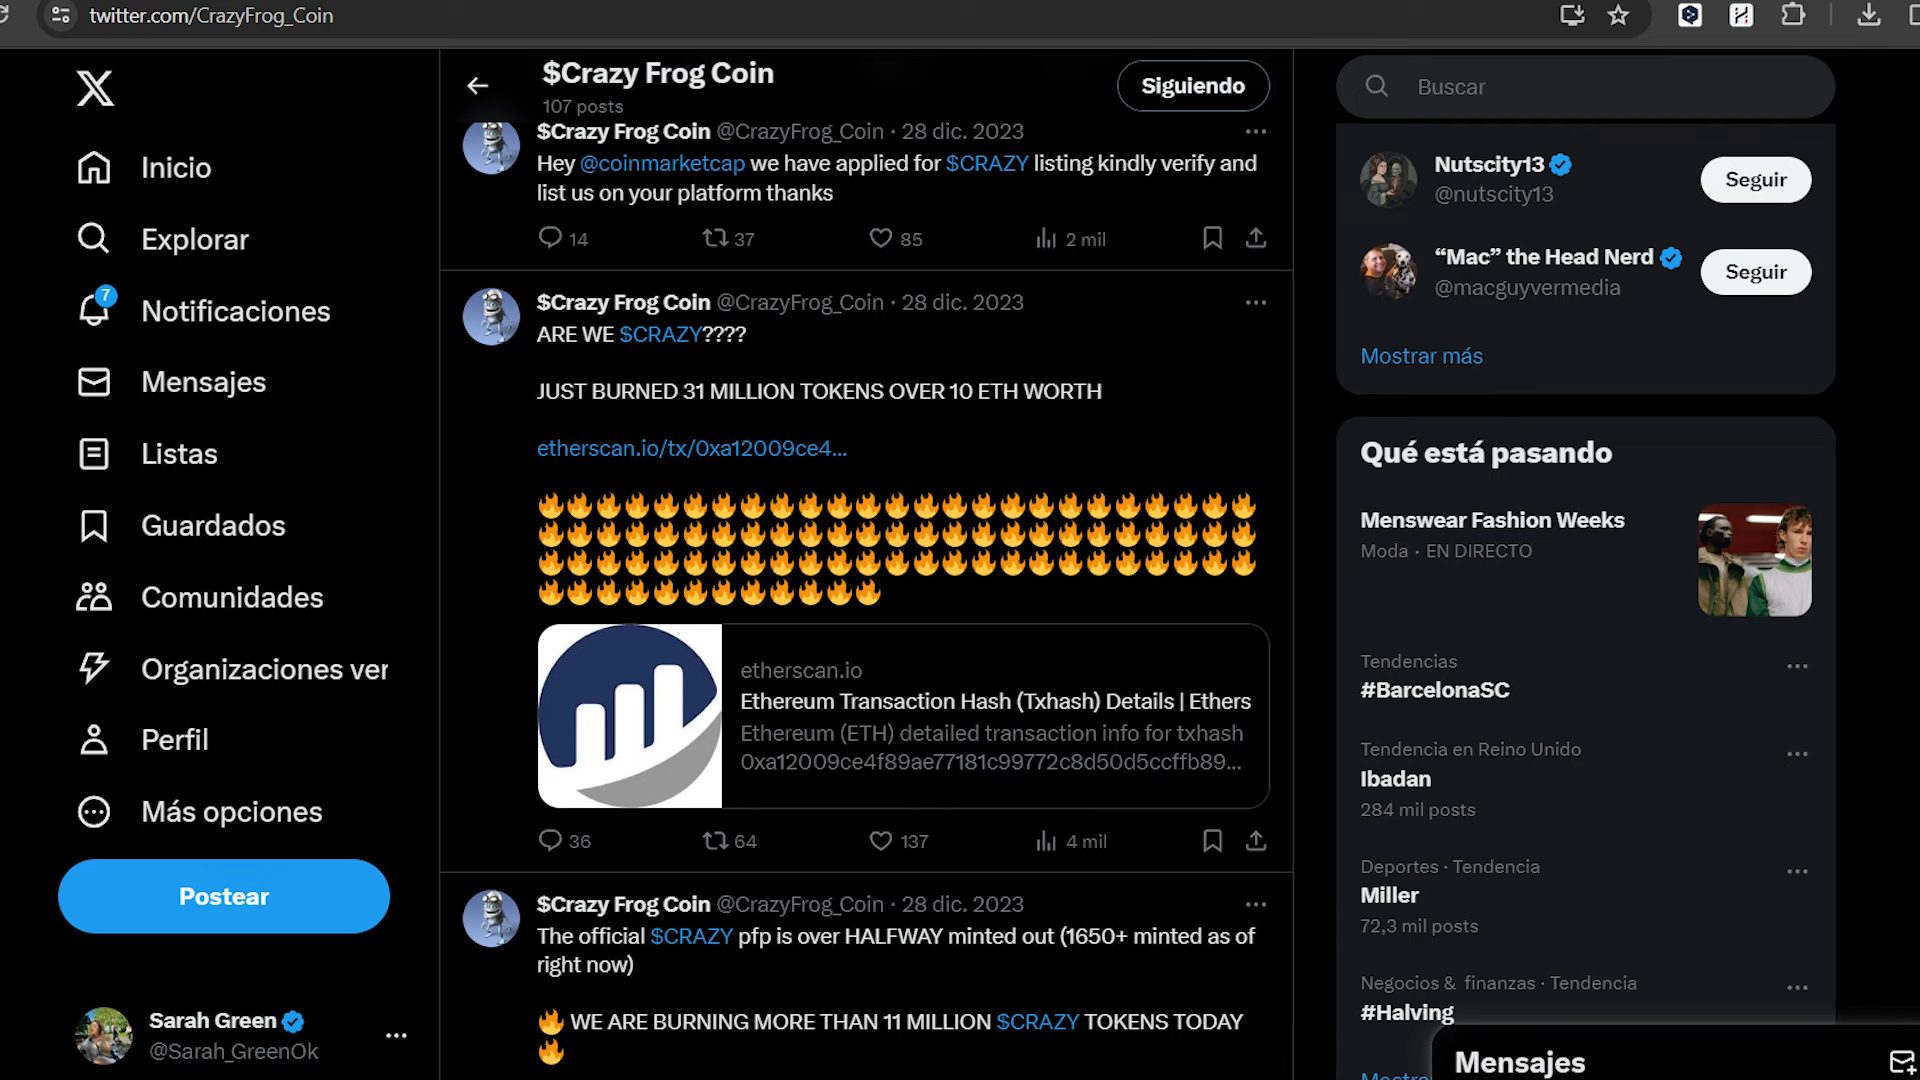 twitter.com/CrazyFrog_Coin
Inicio
Explorar
7
Notificaciones
Mensajes
Listas
Guardados
Comunidades
Organizaciones ver
Perfil
Más opciones
Postear
Sarah Green
@Sarah_GreenOk
$Crazy Frog Coin
107 posts
Siguiendo
$Crazy Frog Coin @CrazyFrog_Coin · 28 dic. 2023
Hey @coinmarketcap we have applied for $CRAZY listing kindly verify and
list us on your platform thanks
14 37 85 2 mil
$Crazy Frog Coin @CrazyFrog_Coin · 28 dic. 2023
ARE WE $CRAZY????
JUST BURNED 31 MILLION TOKENS OVER 10 ETH WORTH
etherscan.io/tx/0xa12009ce4...
etherscan.io
Ethereum Transaction Hash (Txhash) Details | Ethers
Ethereum (ETH) detailed transaction info for txhash
0xa12009ce4f89ae77181c99772c8d50d5ccffb89...
36 64 137 4 mil
$Crazy Frog Coin @CrazyFrog_Coin · 28 dic. 2023
The official $CRAZY pfp is over HALFWAY minted out (1650+ minted as of
right now)
🔥 WE ARE BURNING MORE THAN 11 MILLION $CRAZY TOKENS TODAY
🔥
Buscar
Nutscity13
@nutscity13
Seguir
“Mac” the Head Nerd
@macguyvermedia
Seguir
Mostrar más
Qué está pasando
Menswear Fashion Weeks
Moda · EN DIRECTO
Tendencias
#BarcelonaSC
Tendencia en Reino Unido
Ibadan
284 mil posts
Deportes · Tendencia
Miller
72,3 mil posts
Negocios & finanzas · Tendencia
#Halving
Mensajes